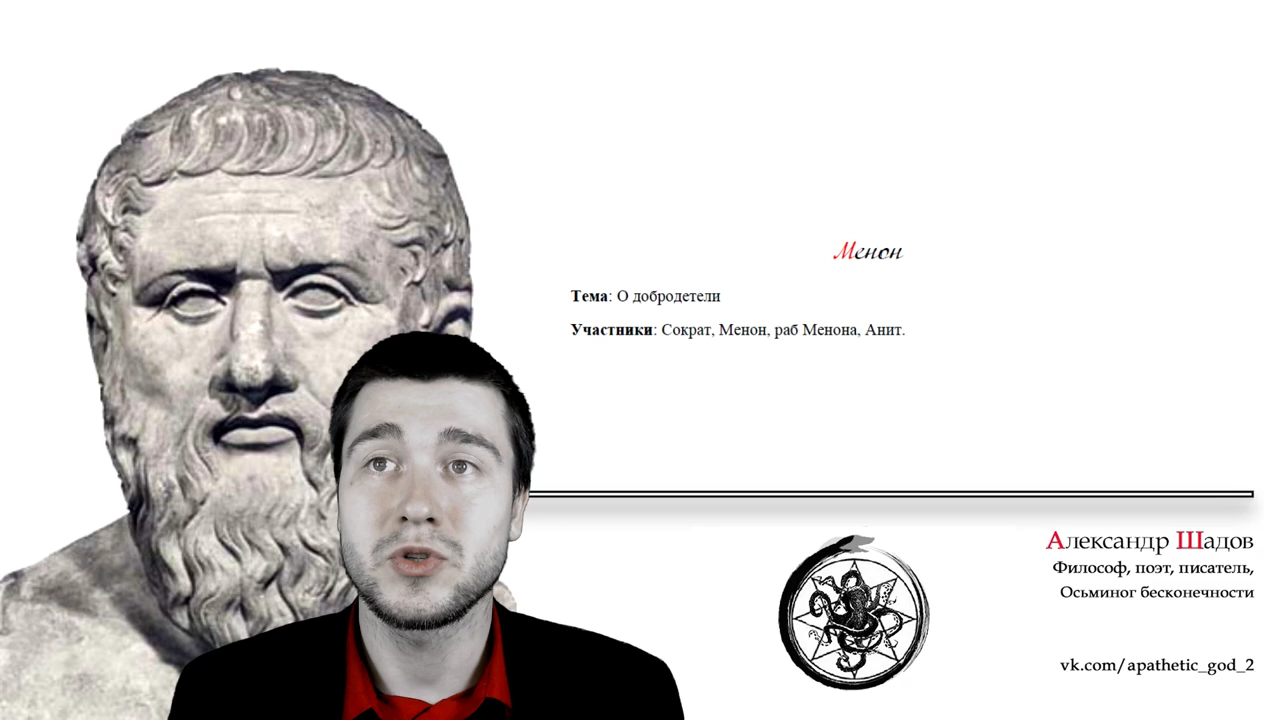 Менон
Тема: О добродетели
Участники: Сократ, Менон, раб Менона, Анит.
Александр Шадов
Философ, поэт, писатель,
Осьминог бесконечности
vk.com/apathetic_god_2